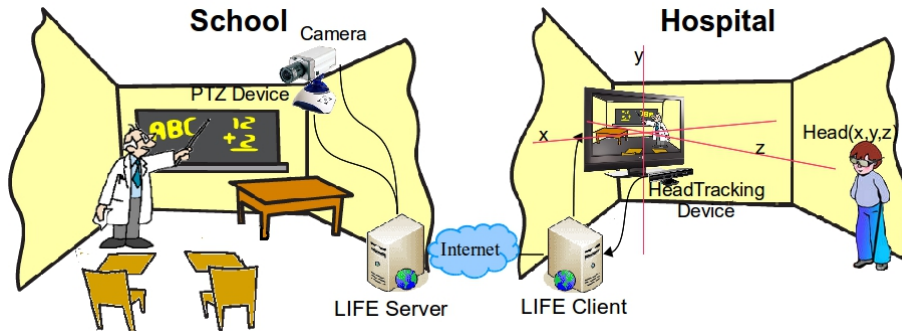 School
Camera
PTZ Device
ABC
12
+2
LIFE Server
Internet
Hospital
y
x
z
Head(x,y,z)
HeadTracking
Device
LIFE Client